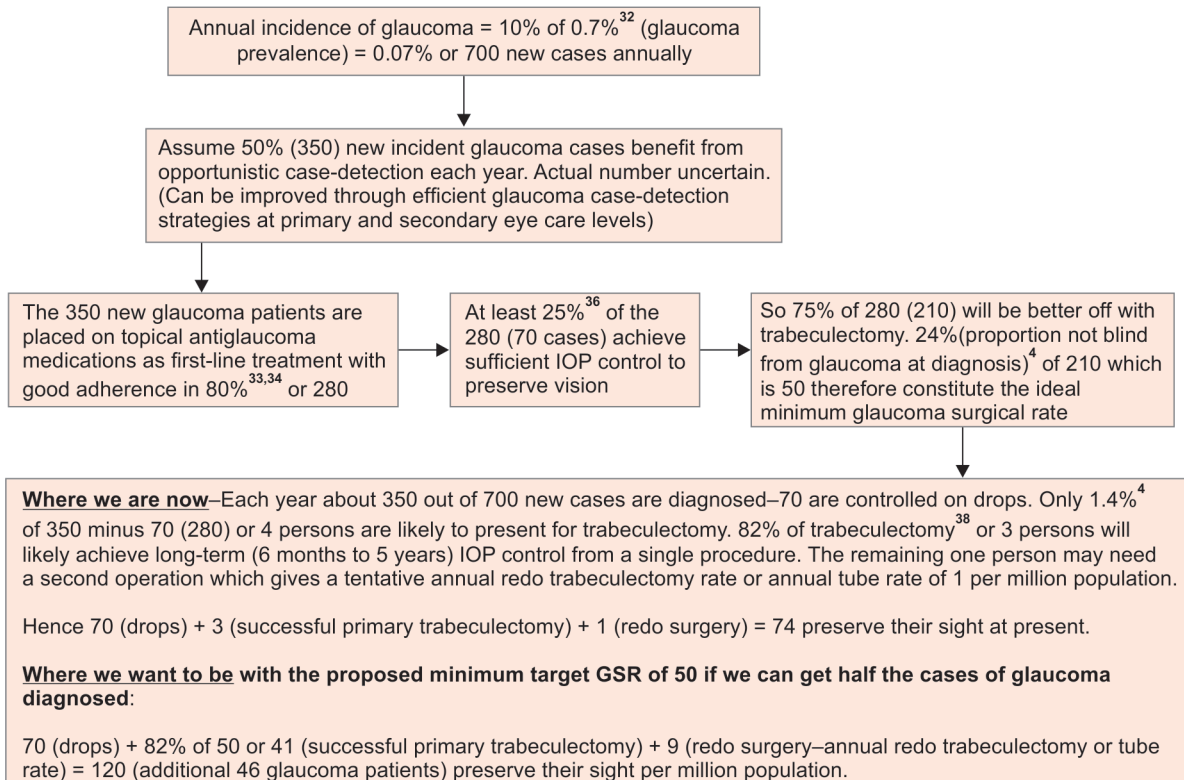 Annual incidence of glaucoma = 10% of 0.7%32 (glaucoma
prevalence) = 0.07% or 700 new cases annually
Assume 50% (350) new incident glaucoma cases benefit from
opportunistic case-detection each year. Actual number uncertain.
(Can be improved through efficient glaucoma case-detection
strategies at primary and secondary eye care levels)
The 350 new glaucoma patients are
placed on topical antiglaucoma
medications as first-line treatment with
good adherence in 80%33,34 or 280
At least 25%36 of the
280 (70 cases) achieve
sufficient IOP control to
preserve vision
So 75% of 280 (210) will be better off with
trabeculectomy. 24%(proportion not blind
from glaucoma at diagnosis)4 of 210 which
is 50 therefore constitute the ideal
minimum glaucoma surgical rate
Where we are now–Each year about 350 out of 700 new cases are diagnosed–70 are controlled on drops. Only 1.4%4
of 350 minus 70 (280) or 4 persons are likely to present for trabeculectomy. 82% of trabeculectomy38 or 3 persons will
likely achieve long-term (6 months to 5 years) IOP control from a single procedure. The remaining one person may need
a second operation which gives a tentative annual redo trabeculectomy rate or annual tube rate of 1 per million population.
Hence 70 (drops) + 3 (successful primary trabeculectomy) + 1 (redo surgery) = 74 preserve their sight at present.
Where we want to be with the proposed minimum target GSR of 50 if we can get half the cases of glaucoma
diagnosed:
70 (drops) + 82% of 50 or 41 (successful primary trabeculectomy) + 9 (redo surgery–annual redo trabeculectomy or tube
rate) = 120 (additional 46 glaucoma patients) preserve their sight per million population.